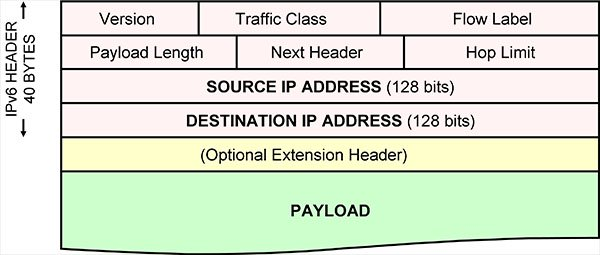 IPv6 HEADER
40 BYTES
Version Traffic Class Flow Label
Payload Length Next Header Hop Limit
SOURCE IP ADDRESS (128 bits)
DESTINATION IP ADDRESS (128 bits)
(Optional Extension Header)
PAYLOAD